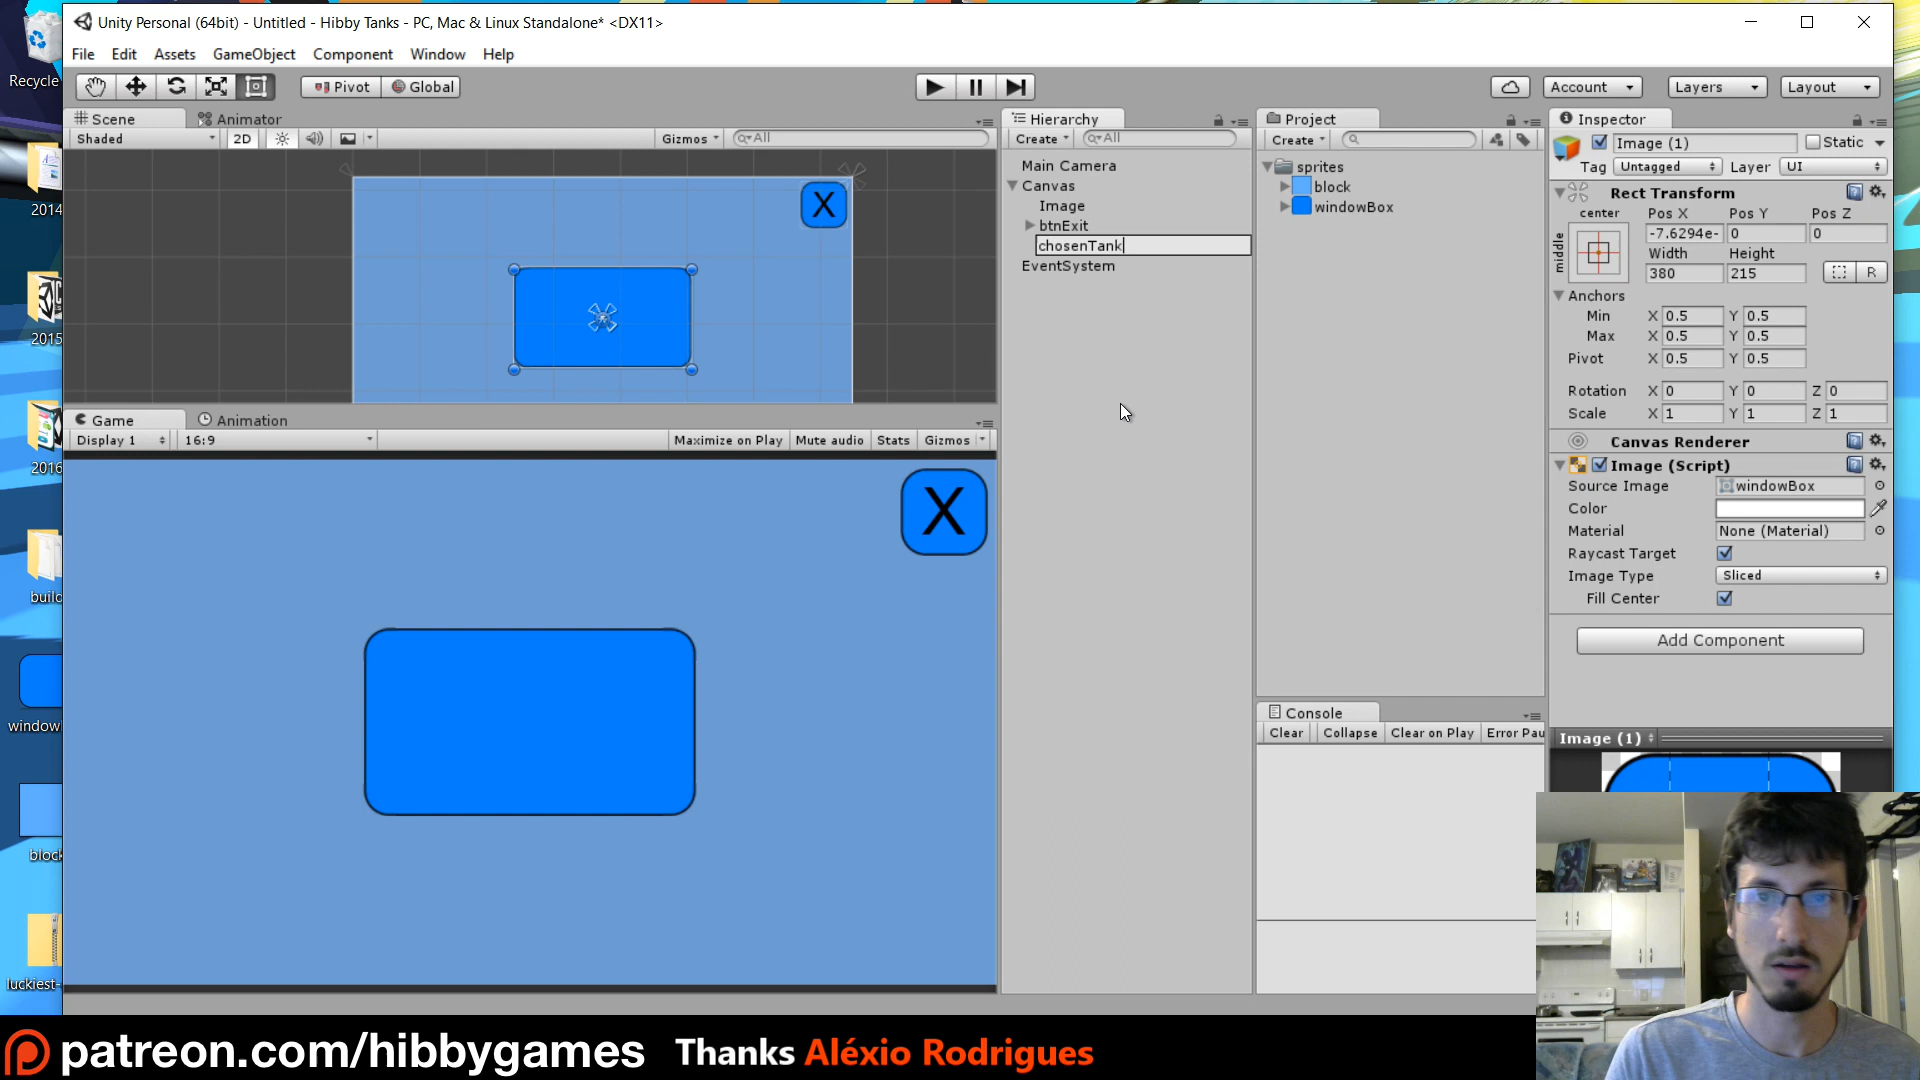 Unity Personal (64bit) - Untitled - Hibby Tanks - PC, Mac & Linux Standalone* <DX11>
File Edit Assets GameObject Component Window Help
Pivot Global Account Layers Layout
Scene Animator
Shaded 2D Gizmos All
X
Game Animation
Display 1 16:9 Maximize on Play Mute audio Stats Gizmos
X
Hierarchy
Create All
Main Camera
Canvas
Image
btnExit
chosenTank
EventSystem
Project
Create
sprites
block
windowBox
Console
Clear Collapse Clear on Play Error Pau
Inspector
Image (1) Static
Tag Untagged Layer UI
Rect Transform
center Pos X Pos Y Pos Z
middle -7.6294e- 0 0
Width Height
380 215 R
Anchors
Min X 0.5 Y 0.5
Max X 0.5 Y 0.5
Pivot X 0.5 Y 0.5
Rotation X 0 Y 0 Z 0
Scale X 1 Y 1 Z 1
Canvas Renderer
Image (Script)
Source Image windowBox
Color
Material None (Material)
Raycast Target
Image Type Sliced
Fill Center
Add Component
Image (1)
Recycle
2014
2015
2016
build
window
block
luckiest-
patreon.com/hibbygames Thanks Aléxio Rodrigues